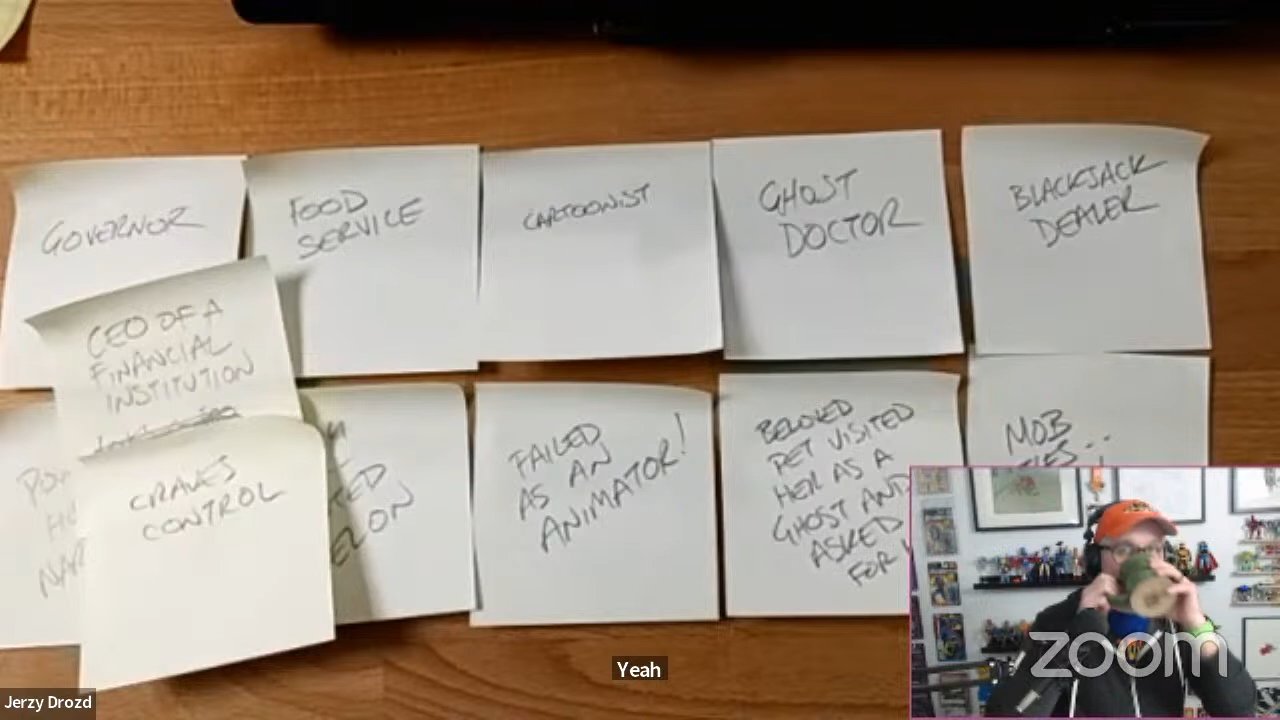 GOVERNOR
FOOD
SERVICE
CARTOONIST
GHOST
DOCTOR
BLACKJACK
DEALER
CEO OF A
FINANCIAL
INSTITUTION
CRAVES
CONTROL
FAILED
AS AN
ANIMATOR!
BELOVED
PET VISITED
HER AS A
GHOST AND
ASKED
FOR
MOB
Yeah
Jerzy Drozd
zoom